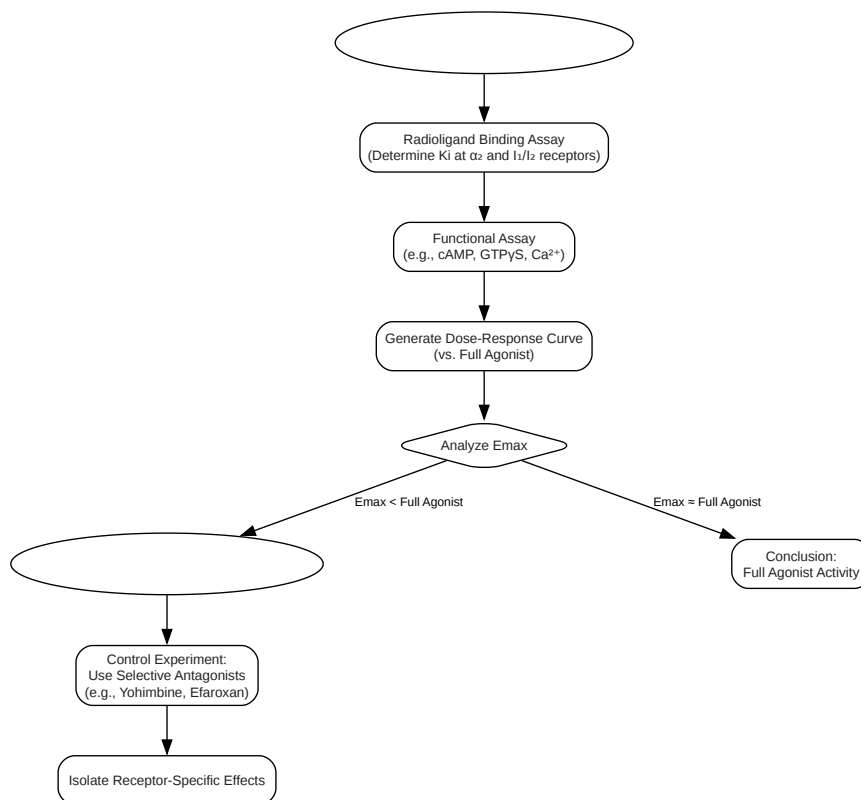 Radioligand Binding Assay
(Determine Ki at α₂ and I₁/I₂ receptors)
Functional Assay
(e.g., cAMP, GTPγS, Ca²⁺)
Generate Dose-Response Curve
(vs. Full Agonist)
Analyze Emax
Emax < Full Agonist
Emax ≈ Full Agonist
Conclusion:
Full Agonist Activity
Control Experiment:
Use Selective Antagonists
(e.g., Yohimbine, Efaroxan)
Isolate Receptor-Specific Effects